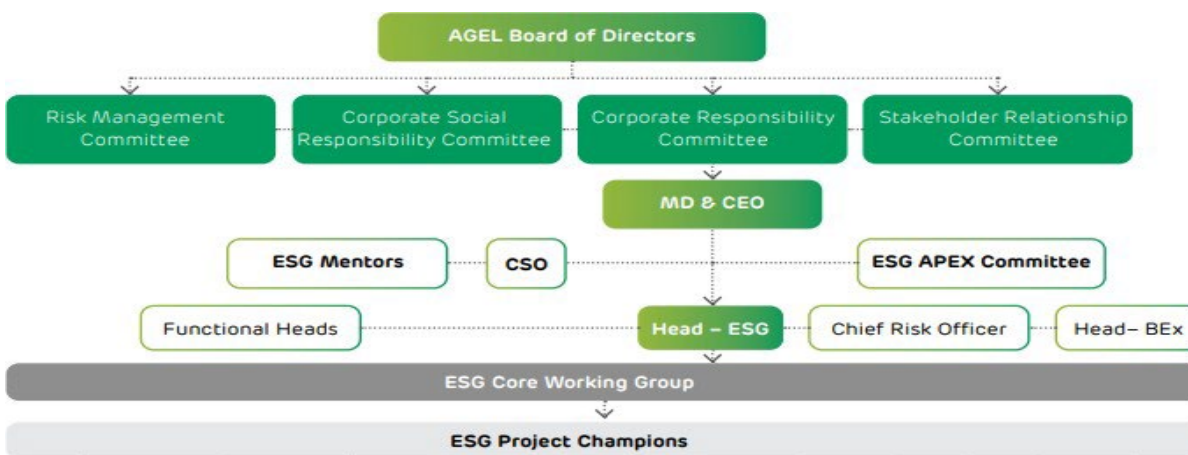 AGEL Board of Directors
Risk Management
Committee
Corporate Social
Responsibility Committee
Corporate Responsibility
Committee
Stakeholder Relationship
Committee
MD & CEO
ESG Mentors
CSO
ESG APEX Committee
Functional Heads
Head – ESG
Chief Risk Officer
Head– BEx
ESG Core Working Group
ESG Project Champions